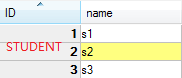 ID name
1 s1
STUDENT
2 s2
3 s3